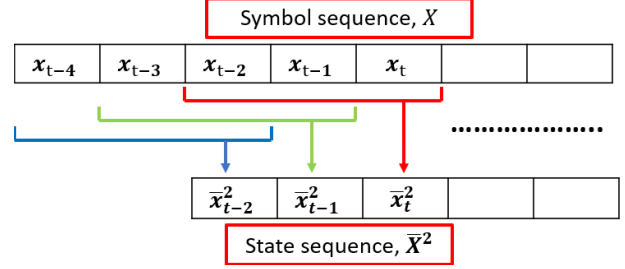 Symbol sequence, X
x_{t−4} x_{t−3} x_{t−2} x_{t−1} x_t
.....................
x̅²_{t−2} x̅²_{t−1} x̅²_t
State sequence, X̅²